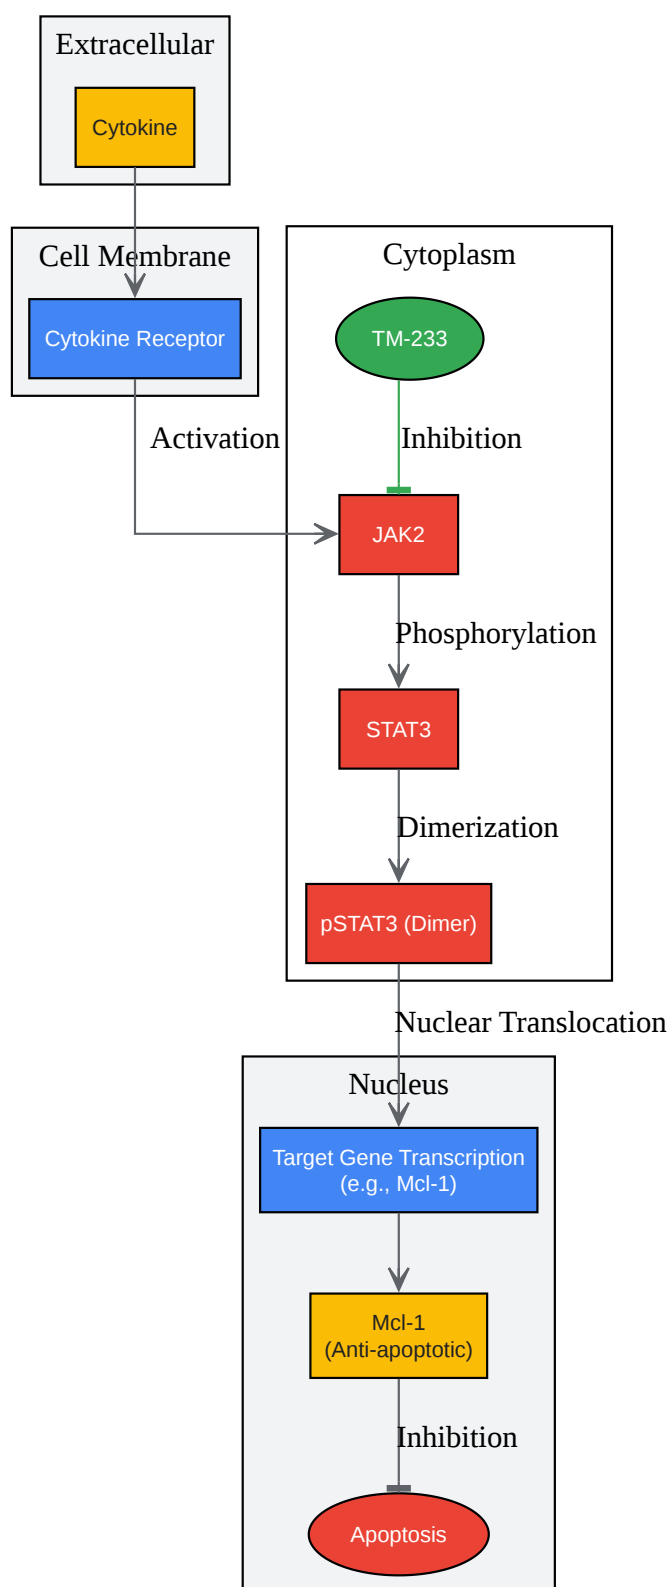 Extracellular
Cytokine
Cell Membrane
Cytokine Receptor
Cytoplasm
TM-233
Activation
Inhibition
JAK2
Phosphorylation
STAT3
Dimerization
pSTAT3 (Dimer)
Nuclear Translocation
Nucleus
Target Gene Transcription
(e.g., Mcl-1)
Mcl-1
(Anti-apoptotic)
Inhibition
Apoptosis